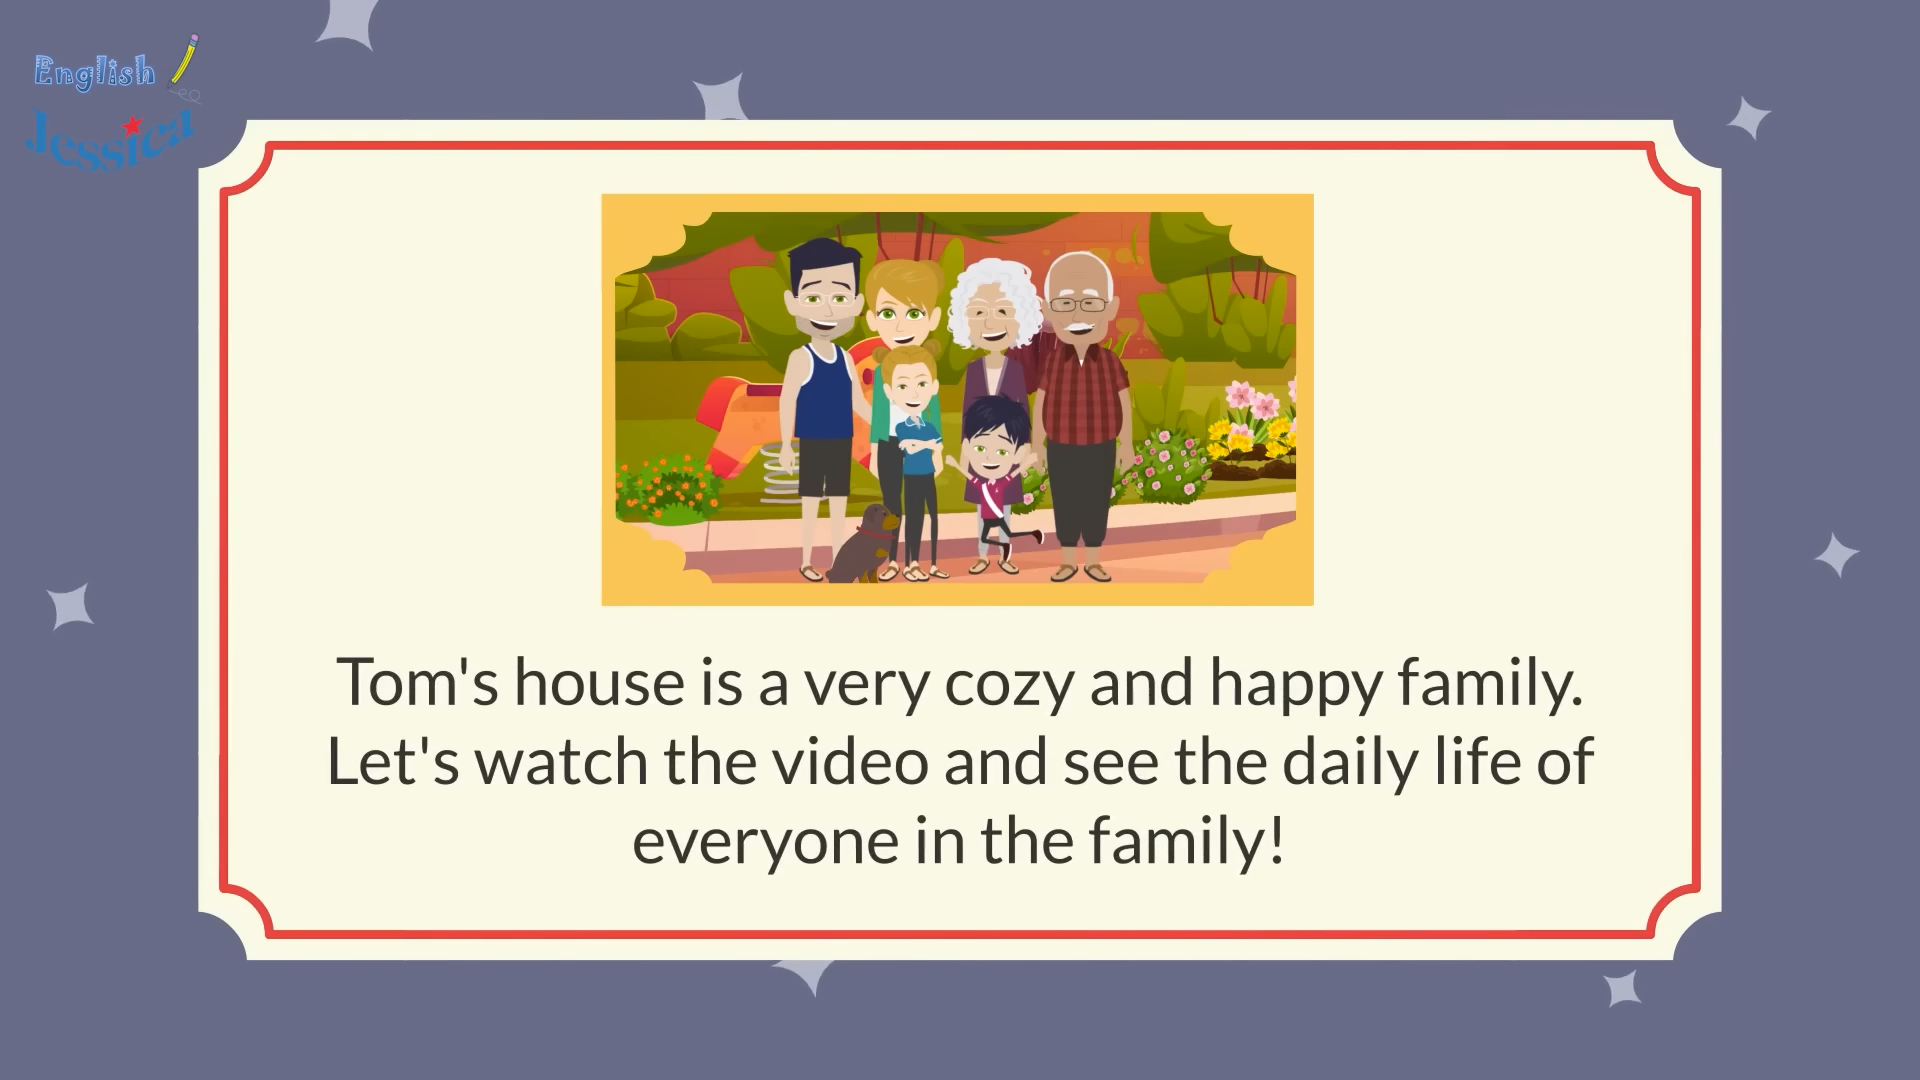 English
Jessica
Tom's house is a very cozy and happy family.
Let's watch the video and see the daily life of
everyone in the family!